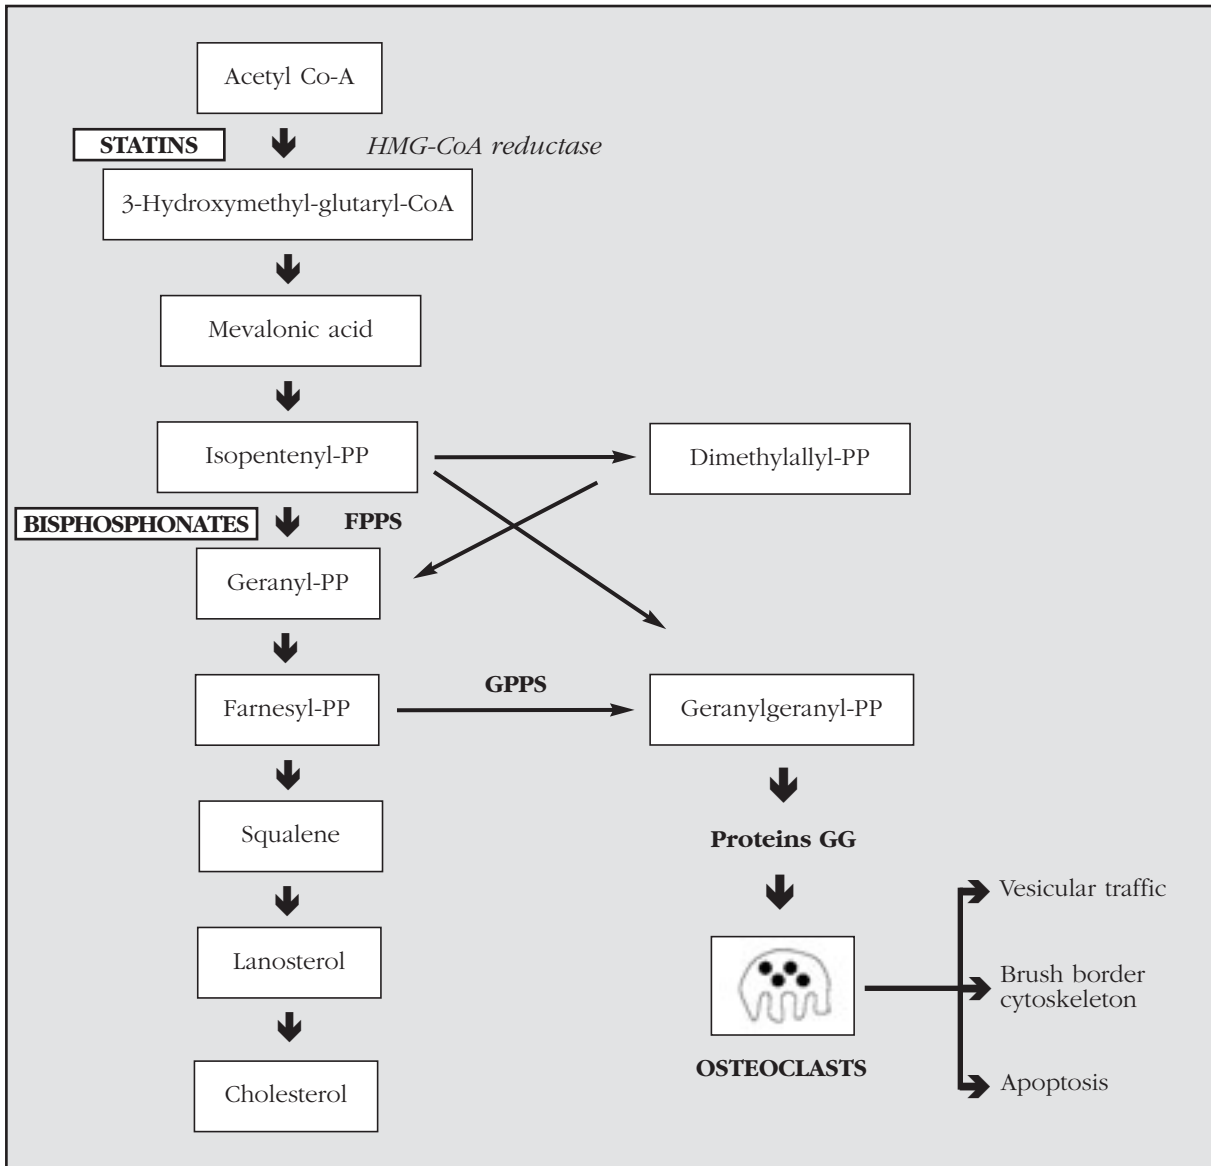 Acetyl Co-A
STATINS
HMG-CoA reductase
3-Hydroxymethyl-glutaryl-CoA
Mevalonic acid
Isopentenyl-PP
Dimethylallyl-PP
BISPHOSPHONATES
FPPS
Geranyl-PP
GPPS
Farnesyl-PP
Geranylgeranyl-PP
Squalene
Proteins GG
Vesicular traffic
Lanosterol
Brush border
cytoskeleton
OSTEOCLASTS
Apoptosis
Cholesterol